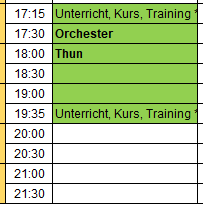 17:15 Unterricht, Kurs, Training *
17:30 Orchester
18:00 Thun
18:30
19:00
19:35 Unterricht, Kurs, Training *
20:00
20:30
21:00
21:30